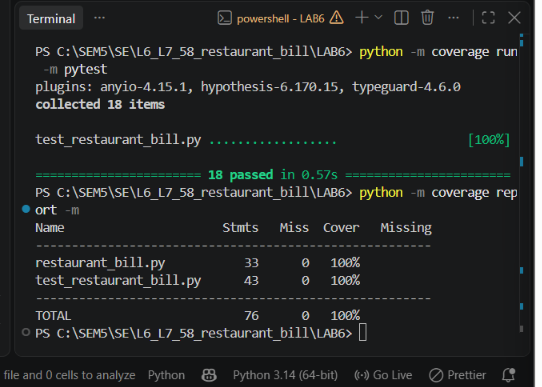 Terminal ··· powershell - LAB6
PS C:\SEM5\SE\L6_L7_58_restaurant_bill\LAB6> python -m coverage run
-m pytest
plugins: anyio-4.15.1, hypothesis-6.170.15, typeguard-4.6.0
collected 18 items
test_restaurant_bill.py .................. [100%]
======================= 18 passed in 0.57s =======================
PS C:\SEM5\SE\L6_L7_58_restaurant_bill\LAB6> python -m coverage rep
ort -m
Name Stmts Miss Cover Missing
-------------------------------------------------------
restaurant_bill.py 33 0 100%
test_restaurant_bill.py 43 0 100%
-------------------------------------------------------
TOTAL 76 0 100%
PS C:\SEM5\SE\L6_L7_58_restaurant_bill\LAB6>
file and 0 cells to analyze Python Python 3.14 (64-bit) Go Live Prettier